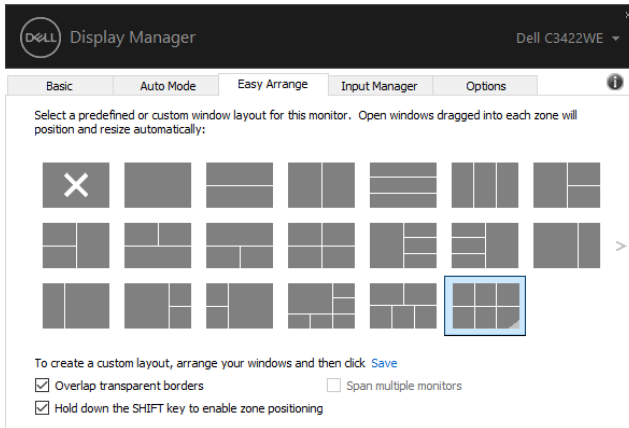 DELL Display Manager Dell C3422WE
Basic Auto Mode Easy Arrange Input Manager Options
Select a predefined or custom window layout for this monitor. Open windows dragged into each zone will
position and resize automatically:
To create a custom layout, arrange your windows and then click Save
Overlap transparent borders Span multiple monitors
Hold down the SHIFT key to enable zone positioning